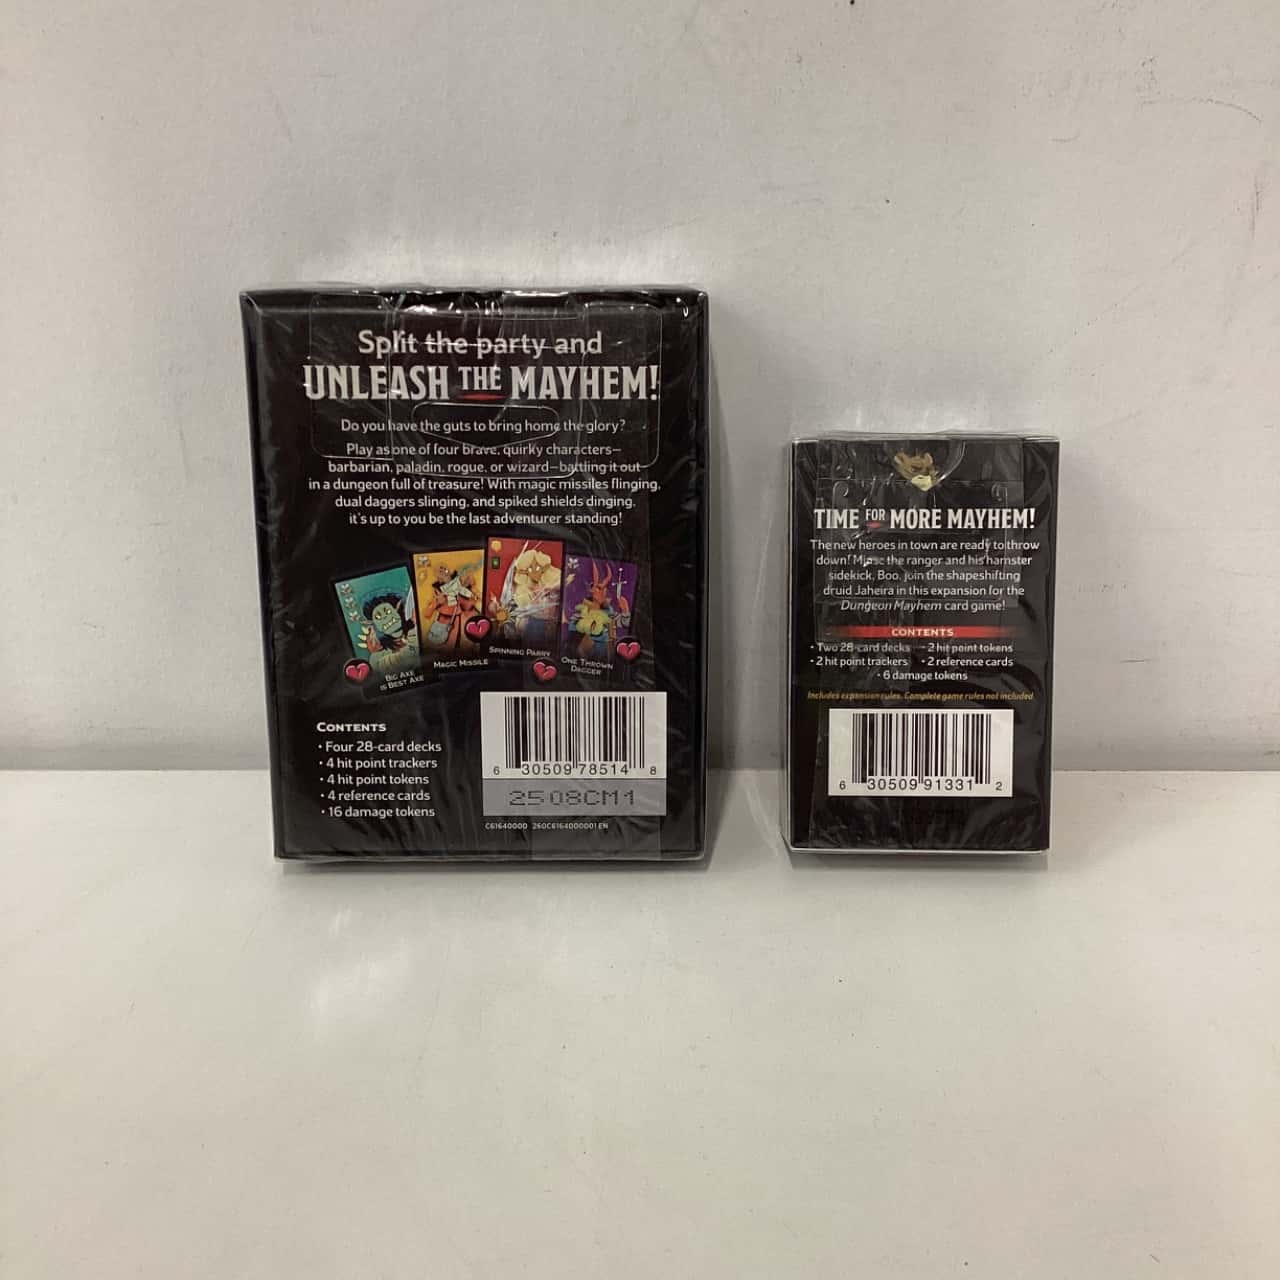 Split the party and
UNLEASH THE MAYHEM!
Do you have the guts to bring home the glory?
Play as one of four brave, quirky characters—
barbarian, paladin, rogue, or wizard—battling it out
in a dungeon full of treasure! With magic missiles flinging,
dual daggers slinging, and spiked shields dinging,
it's up to you be the last adventurer standing!
BIG AXE
IS BEST AXE
MAGIC MISSILE
SPINNING PARRY
ONE THROWN
DAGGER
CONTENTS
• Four 28-card decks
• 4 hit point trackers
• 4 hit point tokens
• 4 reference cards
• 16 damage tokens
6 30509 78514 8
2508CM1
C61640000 260C6164000001 EN
TIME FOR MORE MAYHEM!
The new heroes in town are ready to throw
down! Minsc the ranger and his hamster
sidekick, Boo, join the shapeshifting
druid Jaheira in this expansion for the
Dungeon Mayhem card game!
CONTENTS
• Two 28-card decks • 2 hit point tokens
• 2 hit point trackers • 2 reference cards
• 6 damage tokens
Includes expansion rules. Complete game rules not included.
6 30509 91331 2